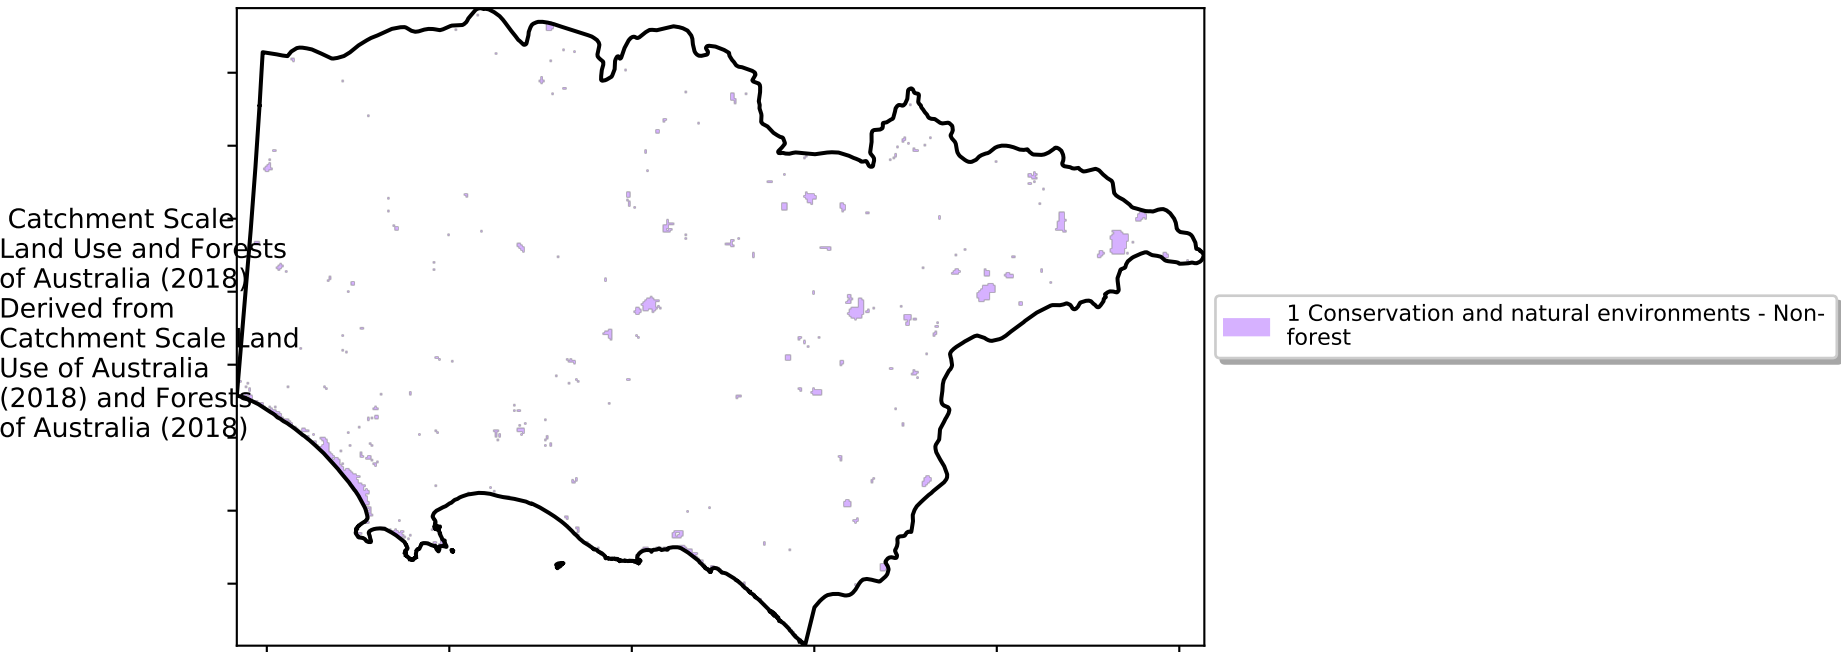 Catchment Scale
Land Use and Forests
of Australia (2018)
Derived from
Catchment Scale Land
Use of Australia
(2018) and Forests
of Australia (2018)
1 Conservation and natural environments - Non-
forest